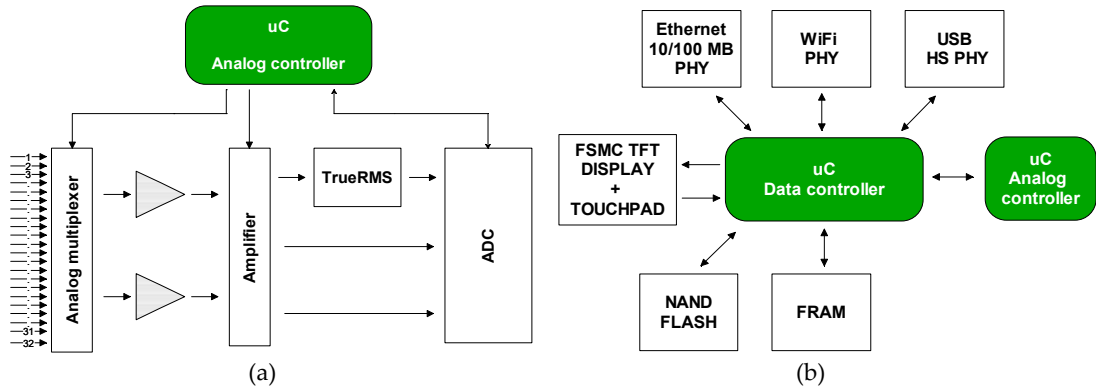 uC
Analog controller
1
2
3
31
32
Analog multiplexer
Amplifier
TrueRMS
ADC
(a)
Ethernet
10/100 MB
PHY
WiFi
PHY
USB
HS PHY
FSMC TFT
DISPLAY
+
TOUCHPAD
uC
Data controller
uC
Analog
controller
NAND
FLASH
FRAM
(b)